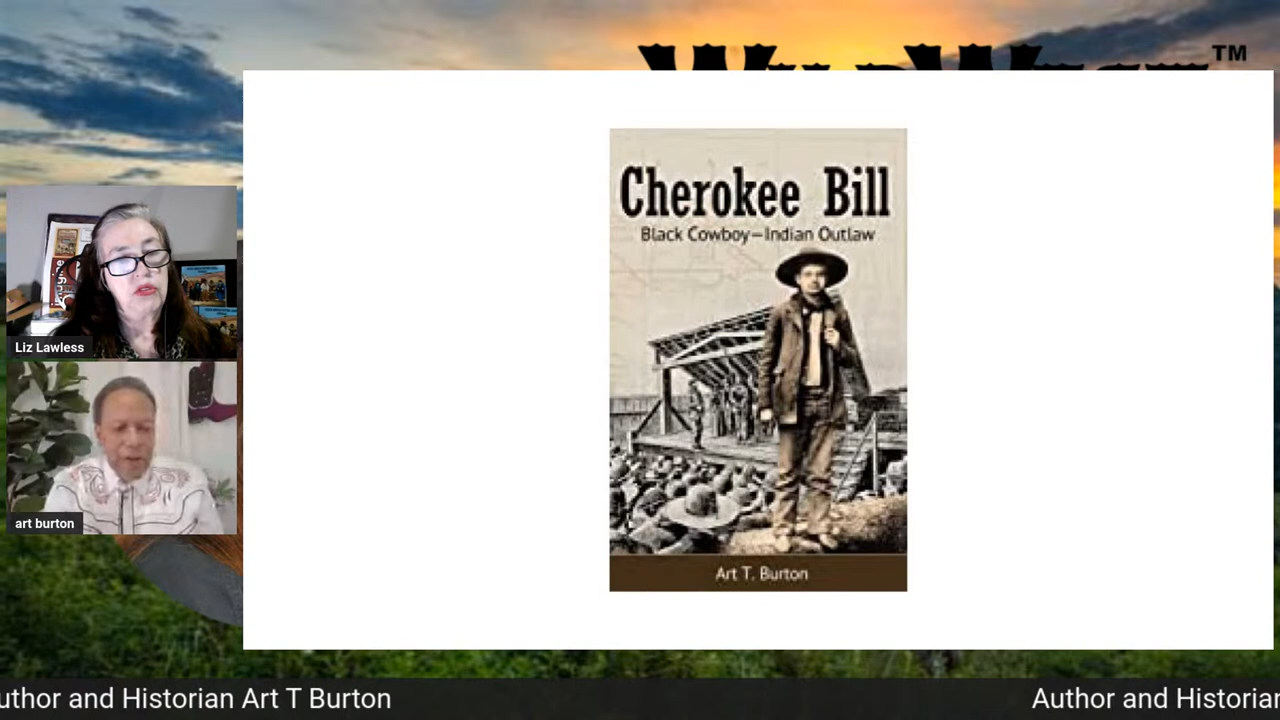 TM
Cherokee Bill
Black Cowboy—Indian Outlaw
Art T. Burton
Liz Lawless
art burton
uthor and Historian Art T Burton
Author and Historian